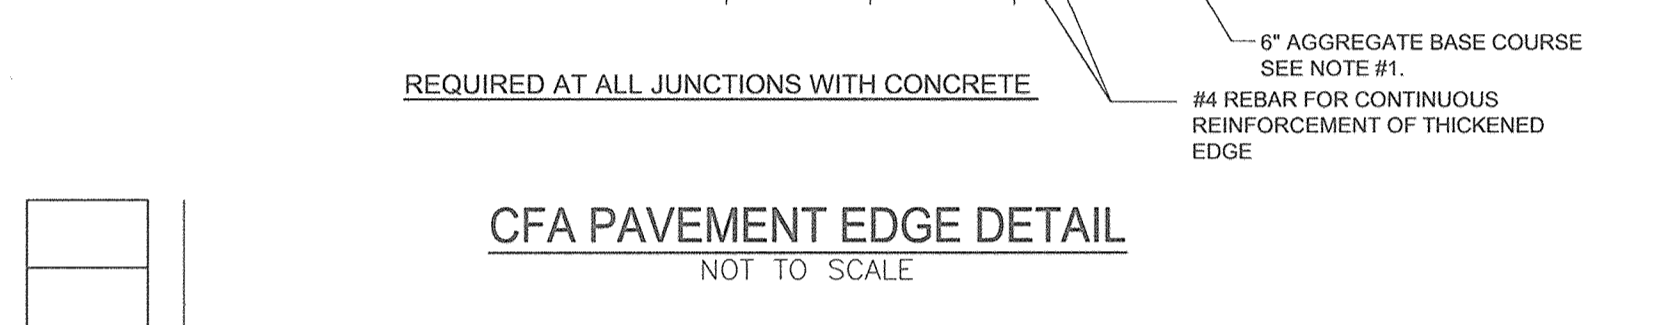 6" AGGREGATE BASE COURSE
SEE NOTE #1.
REQUIRED AT ALL JUNCTIONS WITH CONCRETE
#4 REBAR FOR CONTINUOUS
REINFORCEMENT OF THICKENED
EDGE
CFA PAVEMENT EDGE DETAIL
NOT TO SCALE